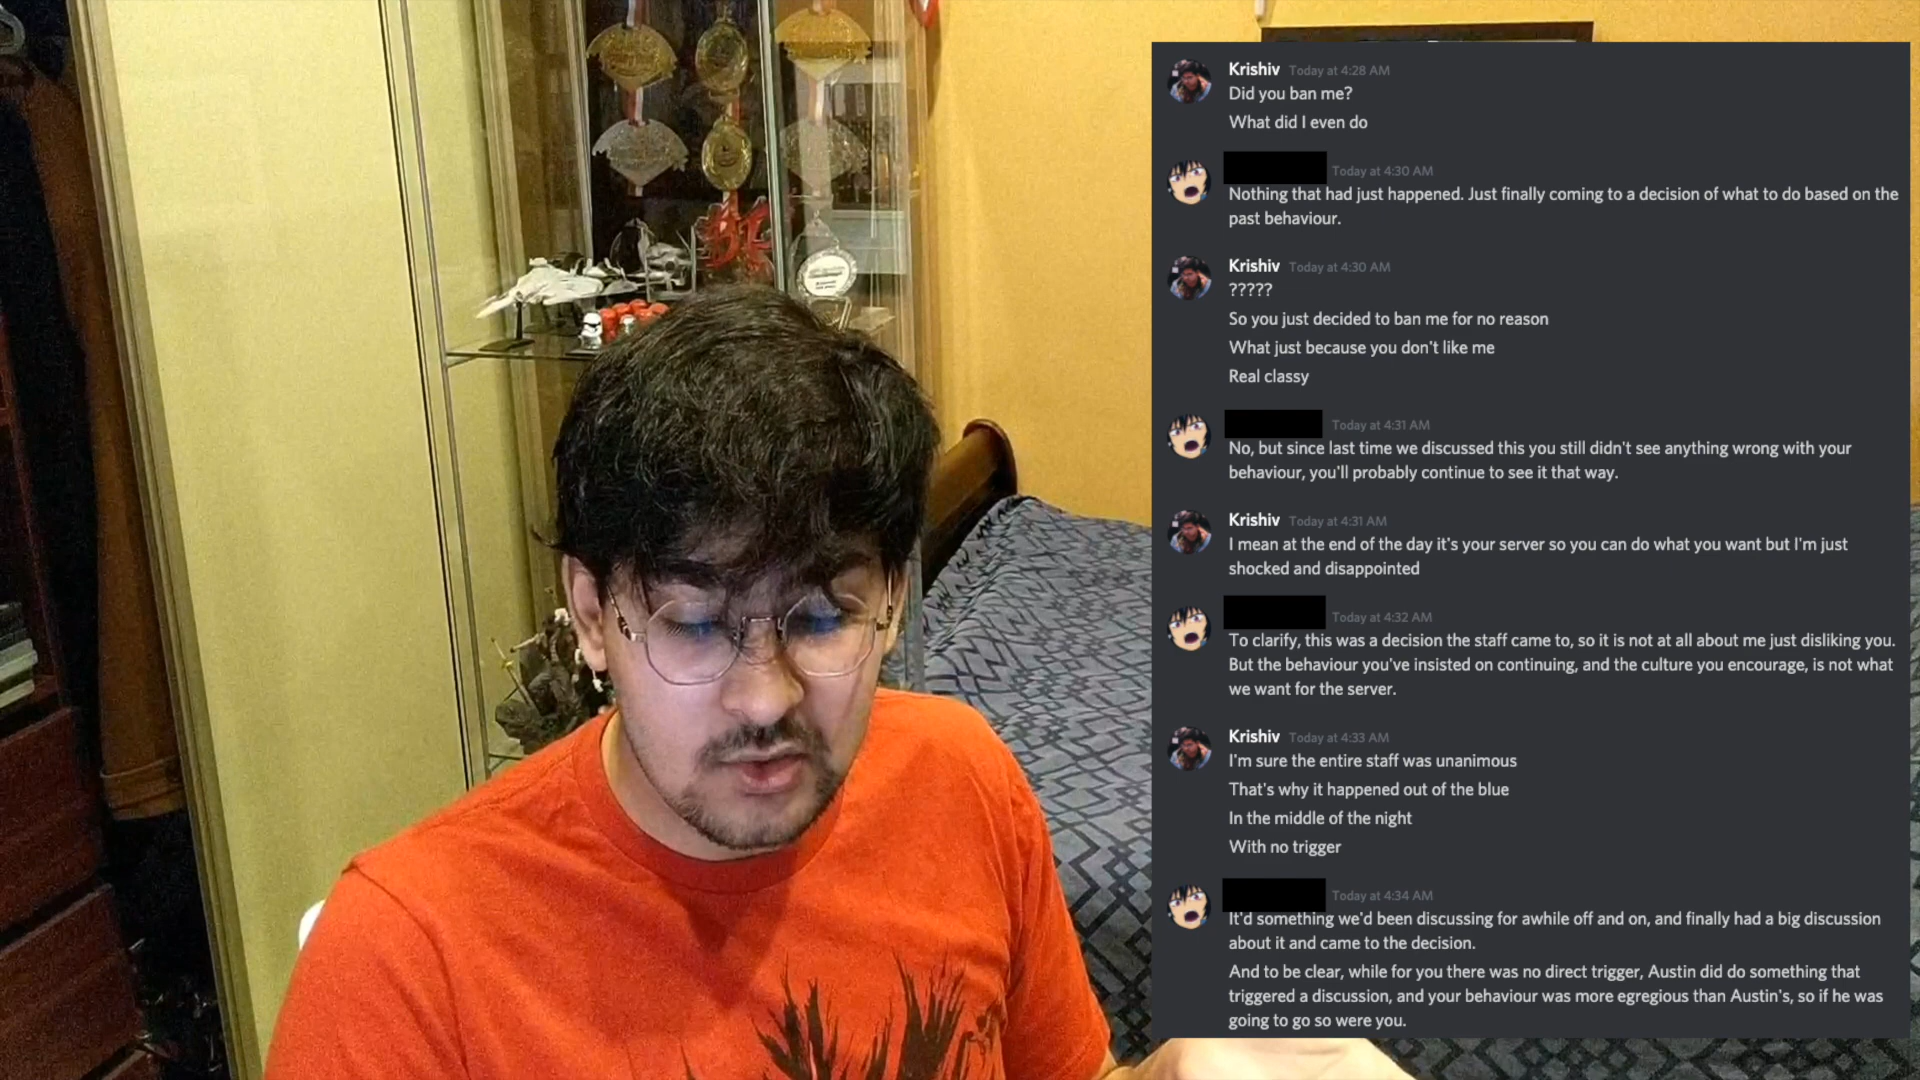 Krishiv Today at 4:28 AM
Did you ban me?
What did I even do
Today at 4:30 AM
Nothing that had just happened. Just finally coming to a decision of what to do based on the
past behaviour.
Krishiv Today at 4:30 AM
?????
So you just decided to ban me for no reason
What just because you don't like me
Real classy
Today at 4:31 AM
No, but since last time we discussed this you still didn't see anything wrong with your
behaviour, you'll probably continue to see it that way.
Krishiv Today at 4:31 AM
I mean at the end of the day it's your server so you can do what you want but I'm just
shocked and disappointed
Today at 4:32 AM
To clarify, this was a decision the staff came to, so it is not at all about me just disliking you.
But the behaviour you've insisted on continuing, and the culture you encourage, is not what
we want for the server.
Krishiv Today at 4:33 AM
I'm sure the entire staff was unanimous
That's why it happened out of the blue
In the middle of the night
With no trigger
Today at 4:34 AM
It'd something we'd been discussing for awhile off and on, and finally had a big discussion
about it and came to the decision.
And to be clear, while for you there was no direct trigger, Austin did do something that
triggered a discussion, and your behaviour was more egregious than Austin's, so if he was
going to go so were you.